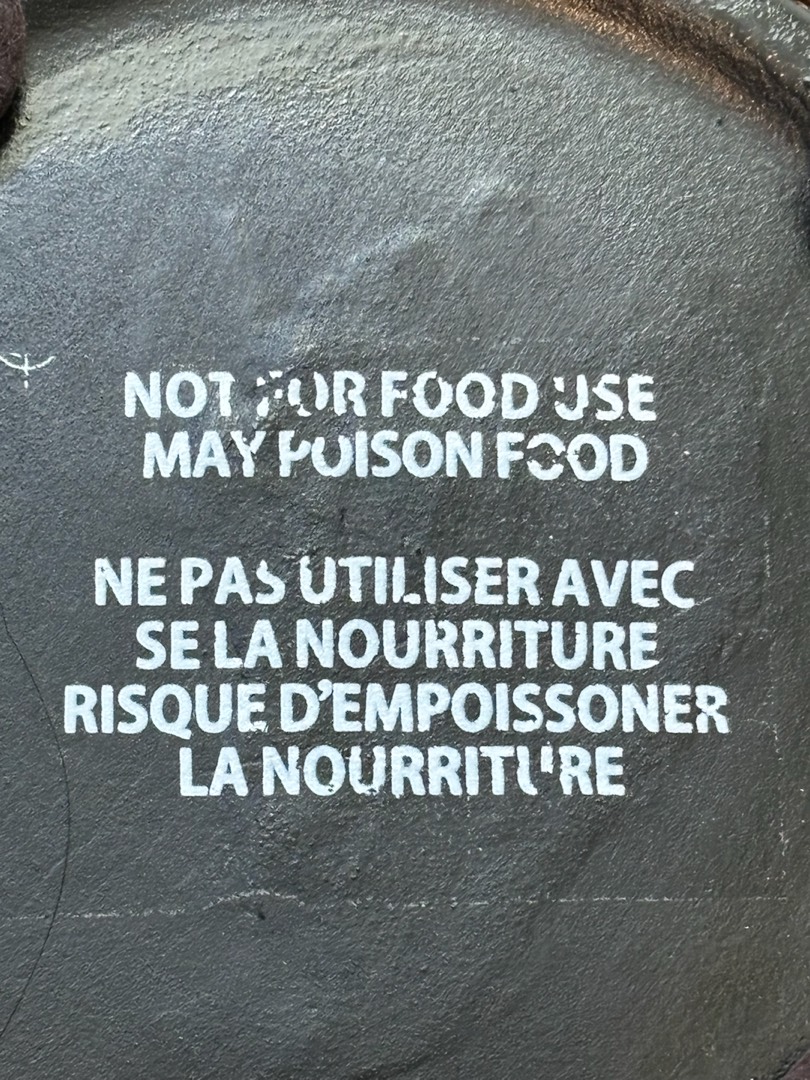 NOT FOR FOOD USE
MAY POISON FOOD
NE PAS UTILISER AVEC
SE LA NOURRITURE
RISQUE D'EMPOISSONER
LA NOURRITURE